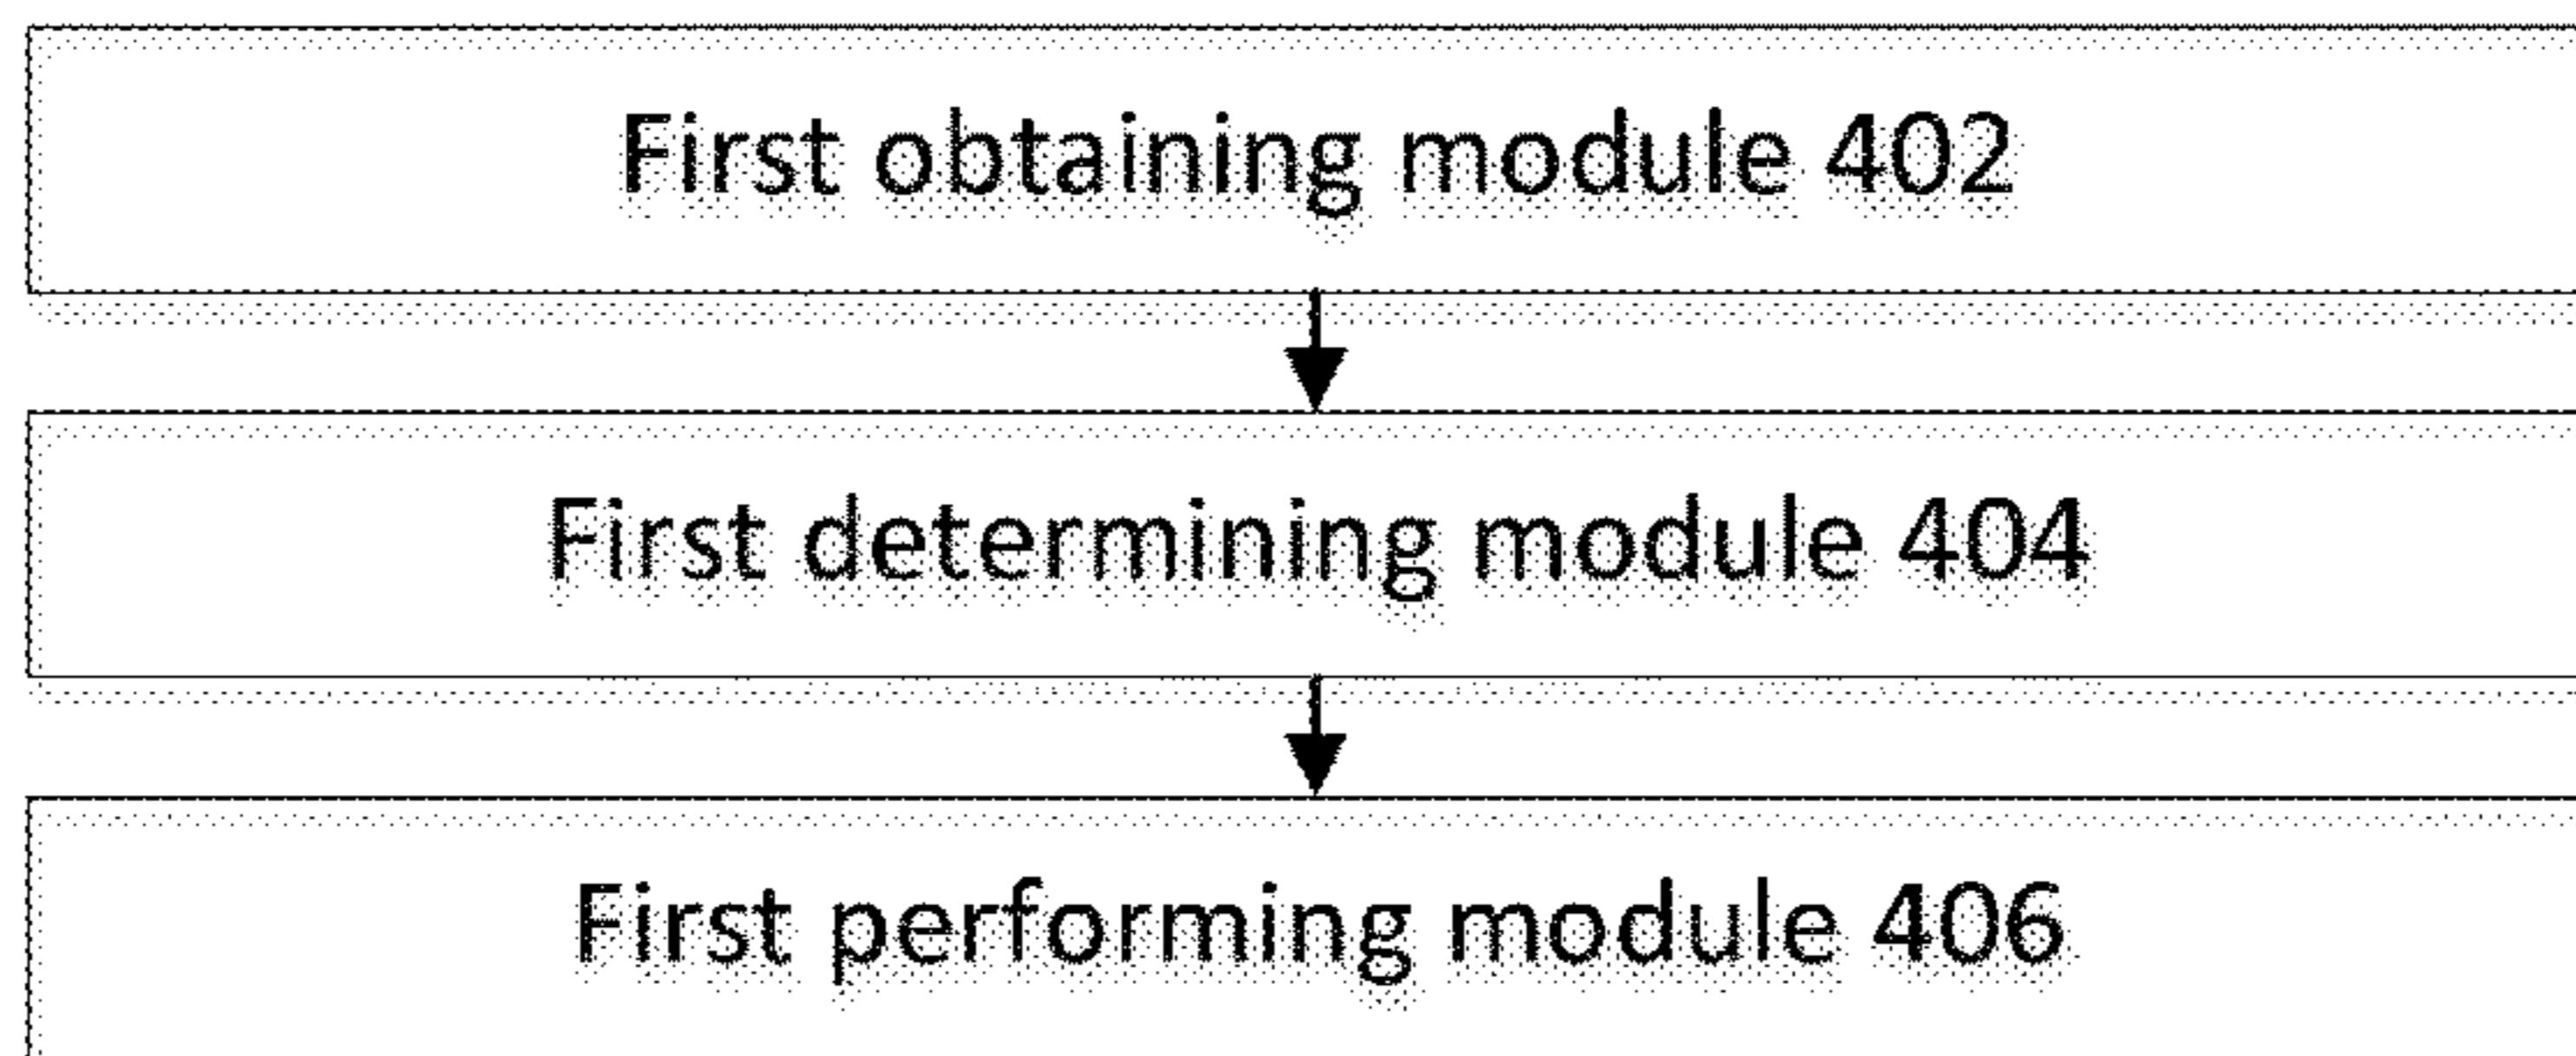 First obtaining module 402
First determining module 404
First performing module 406